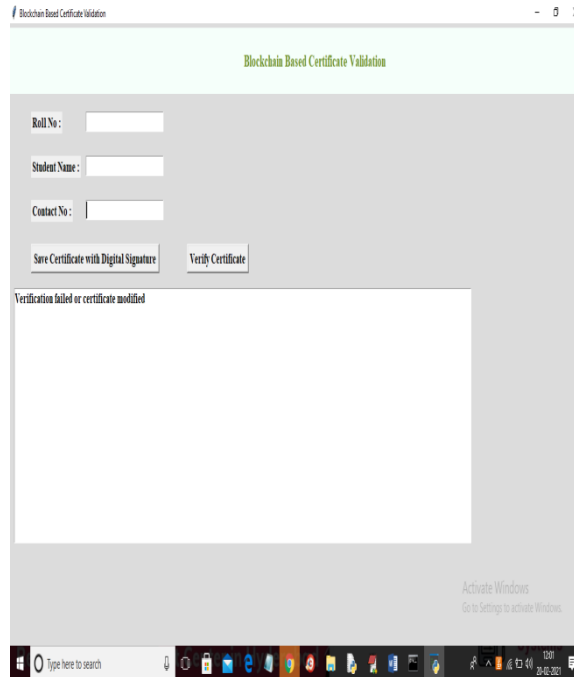 Blockchain Based Certificate Validation
Blockchain Based Certificate Validation
Roll No :
Student Name :
Contact No :
Save Certificate with Digital Signature
Verify Certificate
Verification failed or certificate modified
Activate Windows
Go to Settings to activate Windows.
Type here to search
12:01
20-02-2021